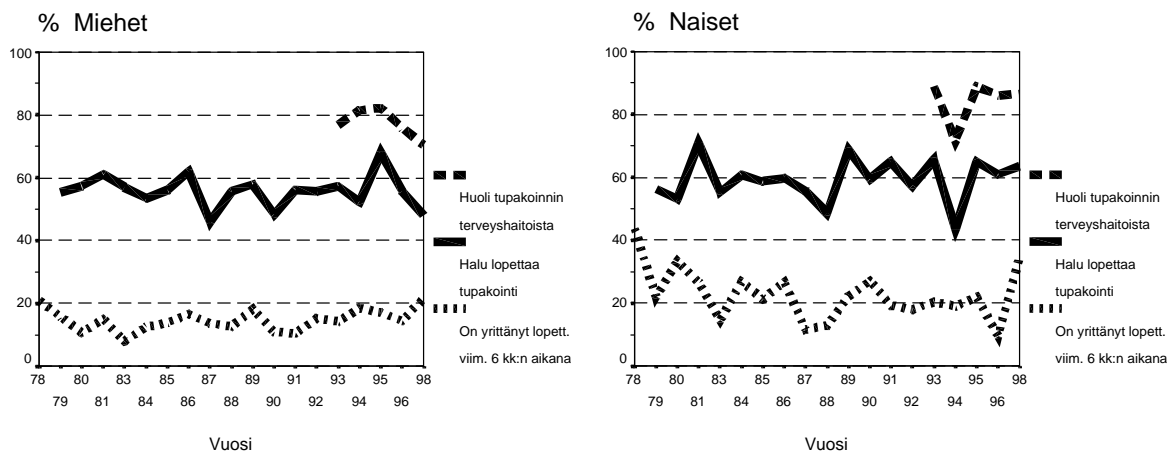 % Miehet
100
80
60
40
20
0
78 80 83 85 87 89 91 93 95 98
79 81 84 86 88 90 92 94 96
Vuosi
Huoli tupakoinnin
terveyshaitoista
Halu lopettaa
tupakointi
On yrittänyt lopett.
viim. 6 kk:n aikana
% Naiset
100
80
60
40
20
0
78 80 83 85 87 89 91 93 95 98
79 81 84 86 88 90 92 94 96
Vuosi
Huoli tupakoinnin
terveyshaitoista
Halu lopettaa
tupakointi
On yrittänyt lopett.
viim. 6 kk:n aikana